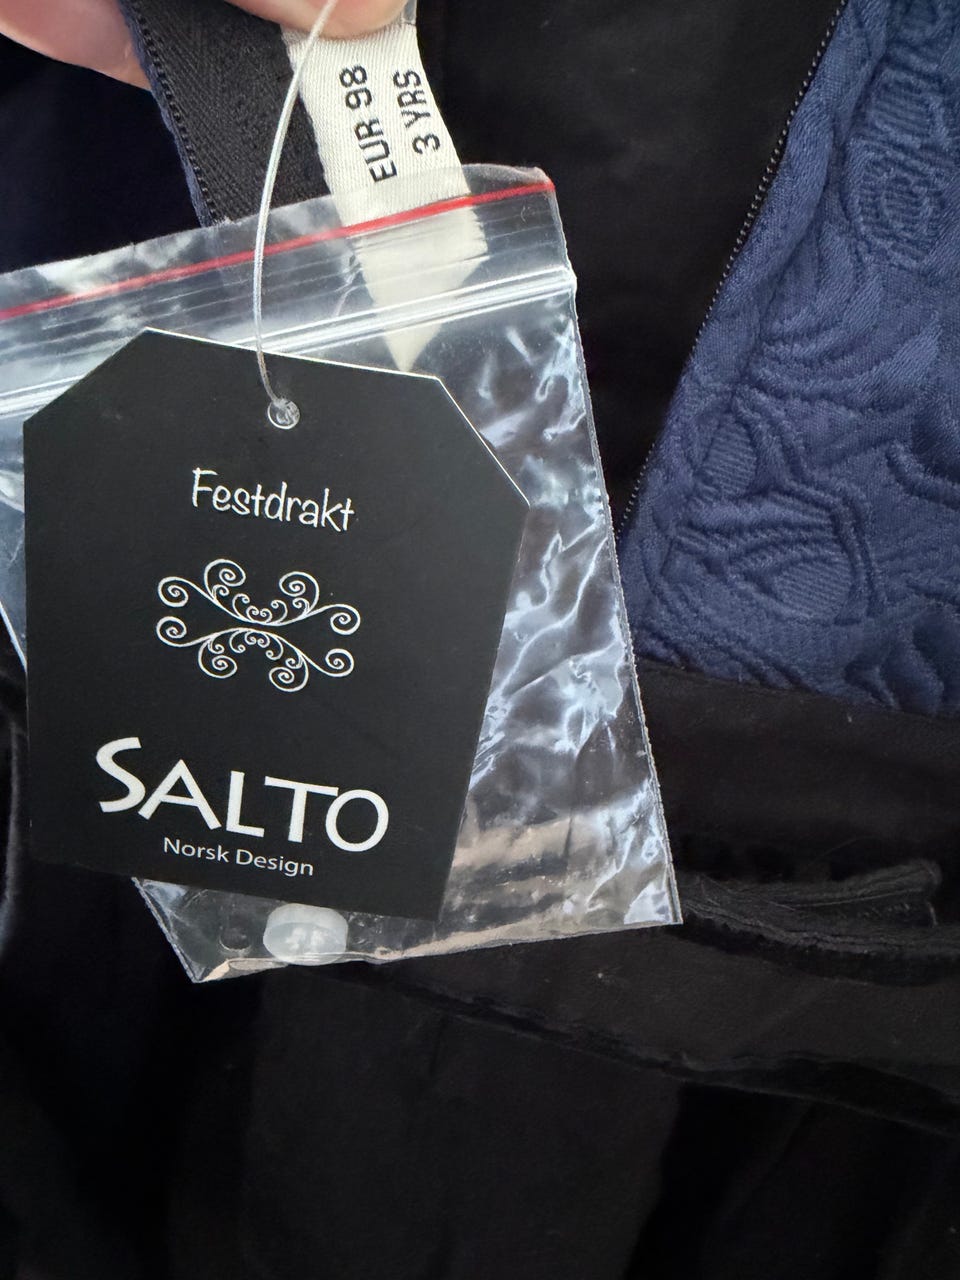 EUR 98
3 YRS
Festdrakt
SALTO
Norsk Design